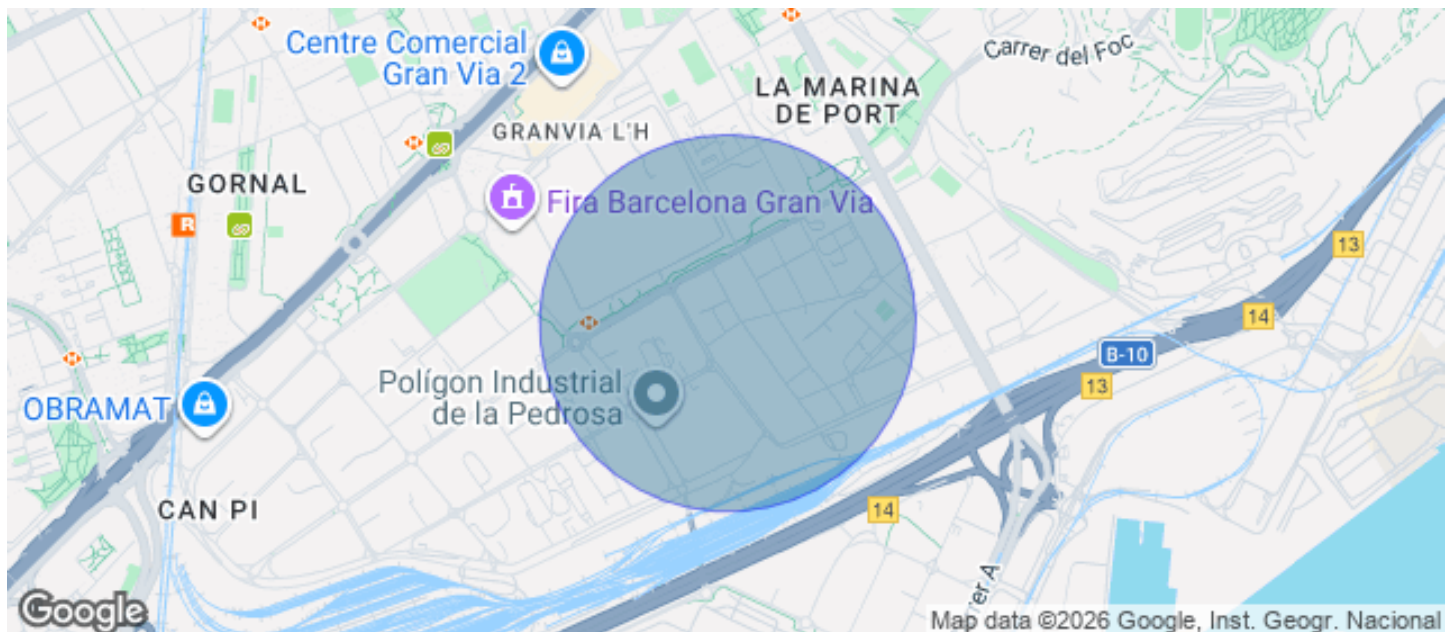 Centre Comercial
Gran Via 2
Carrer del Foc
LA MARINA
DE PORT
GRANVIA L'H
GORNAL
R
Fira Barcelona Gran Via
13
14
B-10
13
Polígon Industrial
de la Pedrosa
OBRAMAT
CAN PI
14
er A
Google
Map data ©2026 Google, Inst. Geogr. Nacional